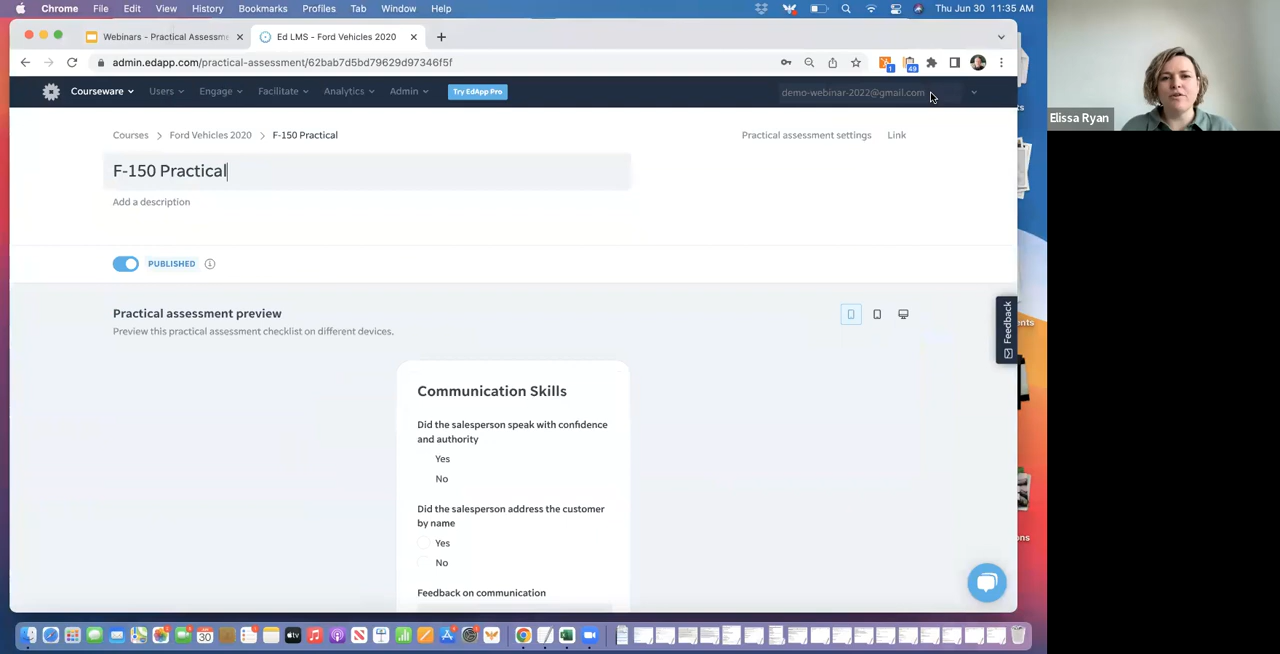 Chrome File Edit View History Bookmarks Profiles Tab Window Help Thu Jun 30 11:35 AM
Webinars - Practical Assessm Ed LMS - Ford Vehicles 2020
admin.edapp.com/practical-assessment/62bab7d5bd79629d97346f5f
1 49
Courseware Users Engage Facilitate Analytics Admin Try EdApp Pro demo-webinar-2022@gmail.com
Courses > Ford Vehicles 2020 > F-150 Practical Practical assessment settings Link
F-150 Practical
Add a description
PUBLISHED
Practical assessment preview
Preview this practical assessment checklist on different devices.
Feedback
Communication Skills
Did the salesperson speak with confidence
and authority
Yes
No
Did the salesperson address the customer
by name
Yes
No
Feedback on communication
Elissa Ryan